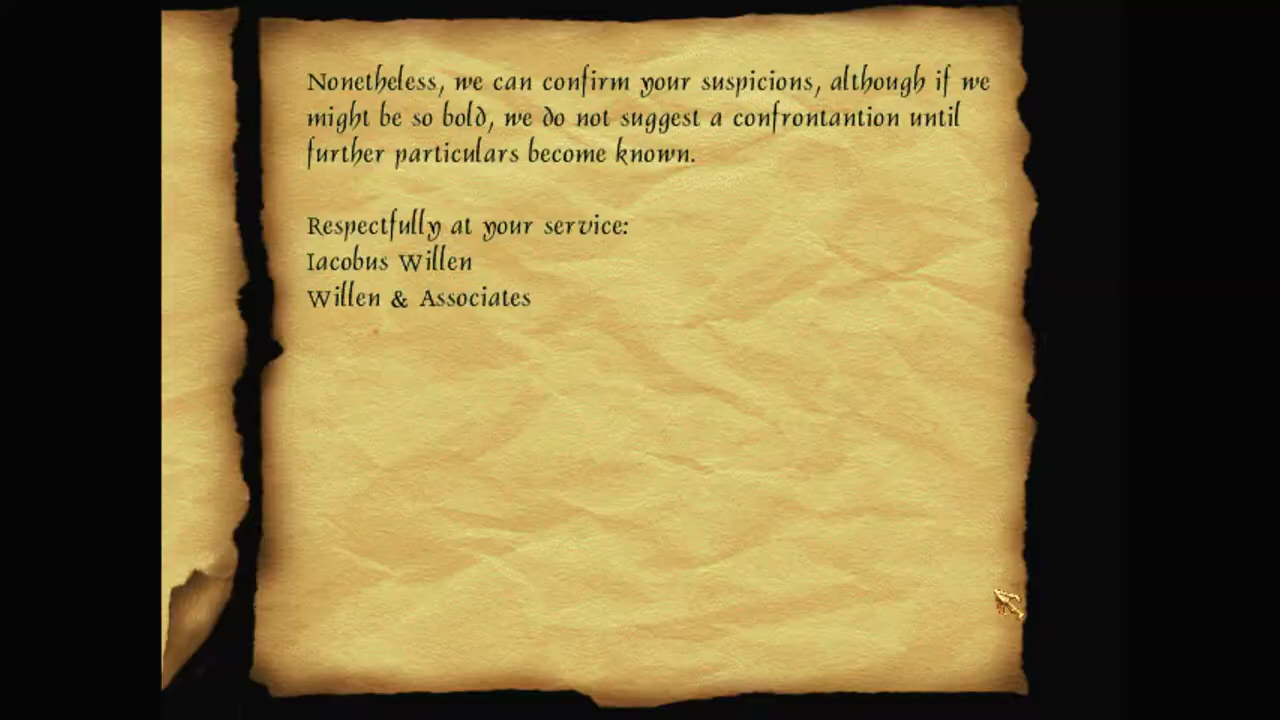 Nonetheless, we can confirm your suspicions, although if we
might be so bold, we do not suggest a confrontantion until
further particulars become known.
Respectfully at your service:
Iacobus Willen
Willen & Associates